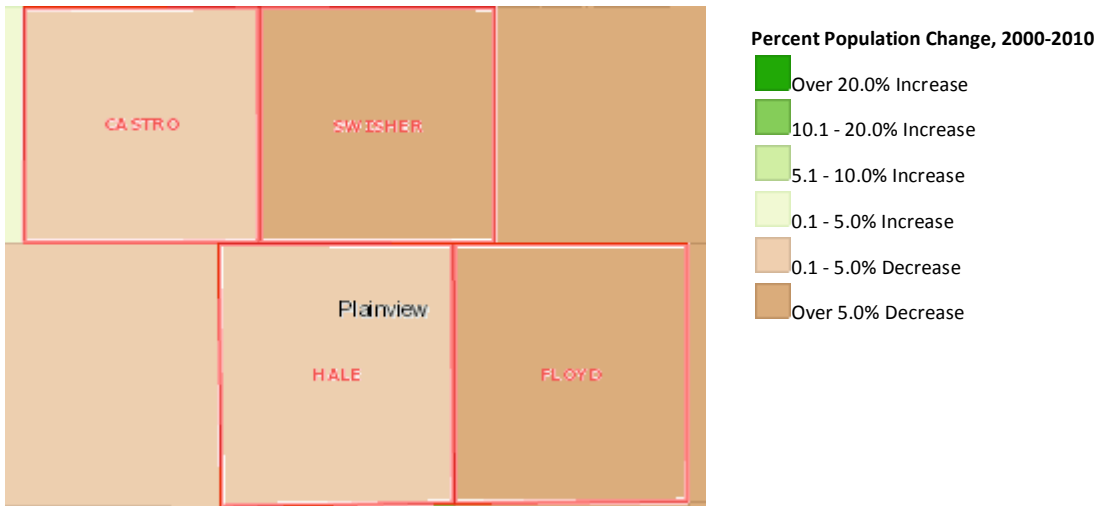 CASTRO
SWISHER
Plainview
HALE
FLOYD
Percent Population Change, 2000-2010
Over 20.0% Increase
10.1 - 20.0% Increase
5.1 - 10.0% Increase
0.1 - 5.0% Increase
0.1 - 5.0% Decrease
Over 5.0% Decrease